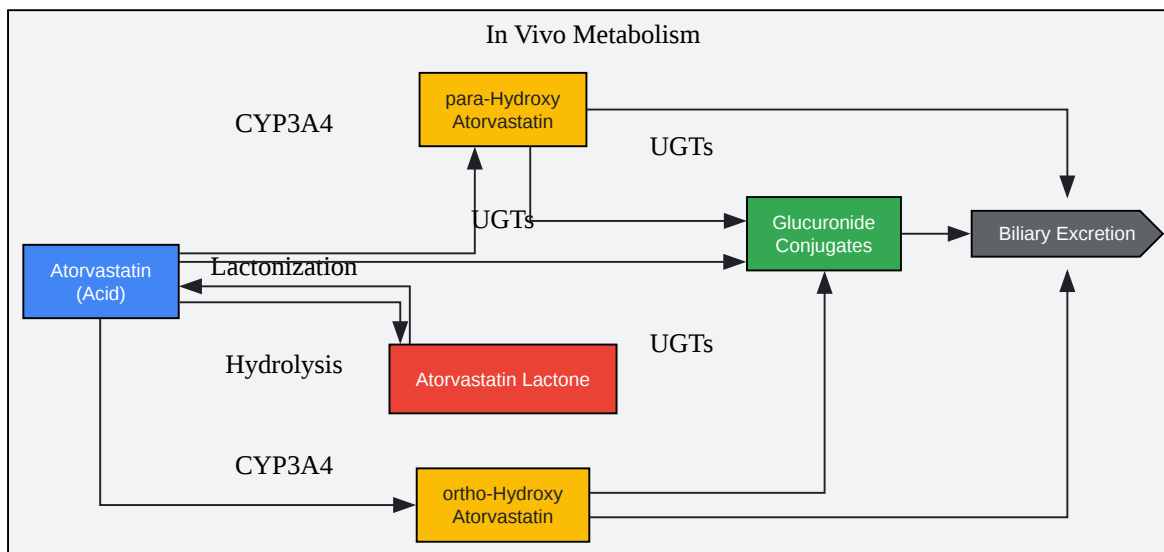 In Vivo Metabolism
para-Hydroxy
Atorvastatin
CYP3A4
UGTs
UGTs
Glucuronide
Conjugates
Biliary Excretion
Atorvastatin
(Acid)
Lactonization
UGTs
Hydrolysis
Atorvastatin Lactone
CYP3A4
ortho-Hydroxy
Atorvastatin